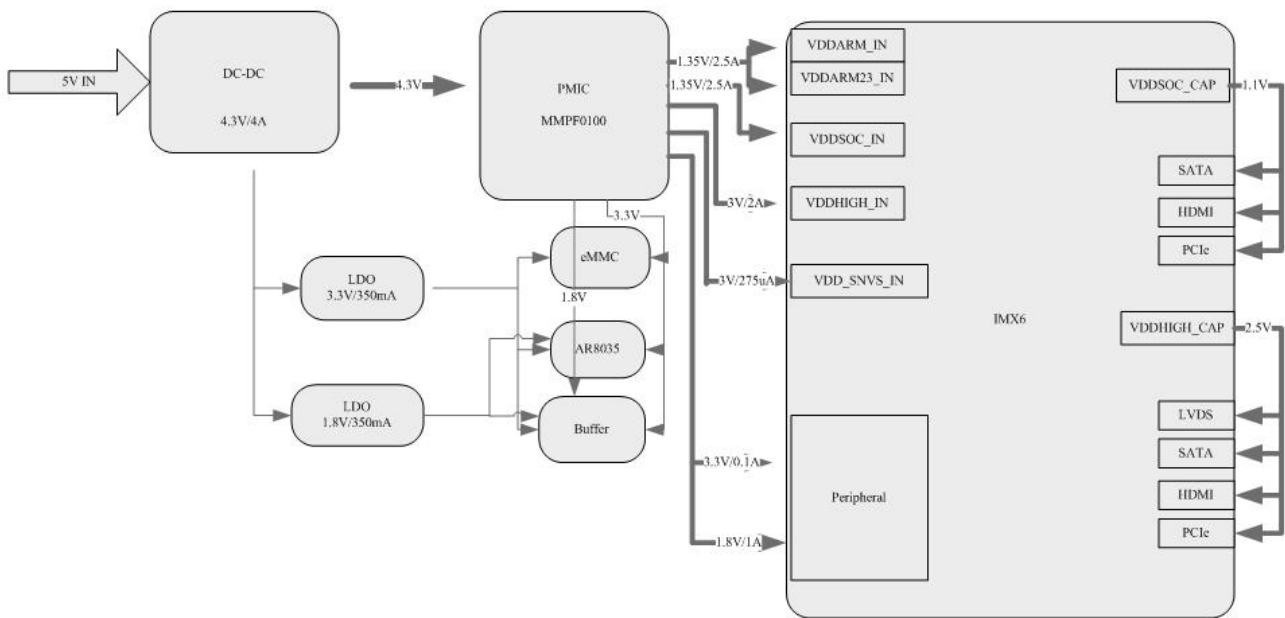 5V IN
DC-DC
4.3V/4A
4.3V
PMIC
MMPF0100
1.35V/2.5A
1.35V/2.5A
3V/2A
3V/275uA
3.3V
1.8V
LDO
3.3V/350mA
LDO
1.8V/350mA
eMMC
AR8035
Buffer
3.3V/0.1A
1.8V/1A
VDDARM_IN
VDDARM23_IN
VDDSOC_IN
VDDHIGH_IN
VDD_SNVS_IN
Peripheral
IMX6
VDDSOC_CAP
1.1V
SATA
HDMI
PCIe
VDDHIGH_CAP
2.5V
LVDS
SATA
HDMI
PCIe